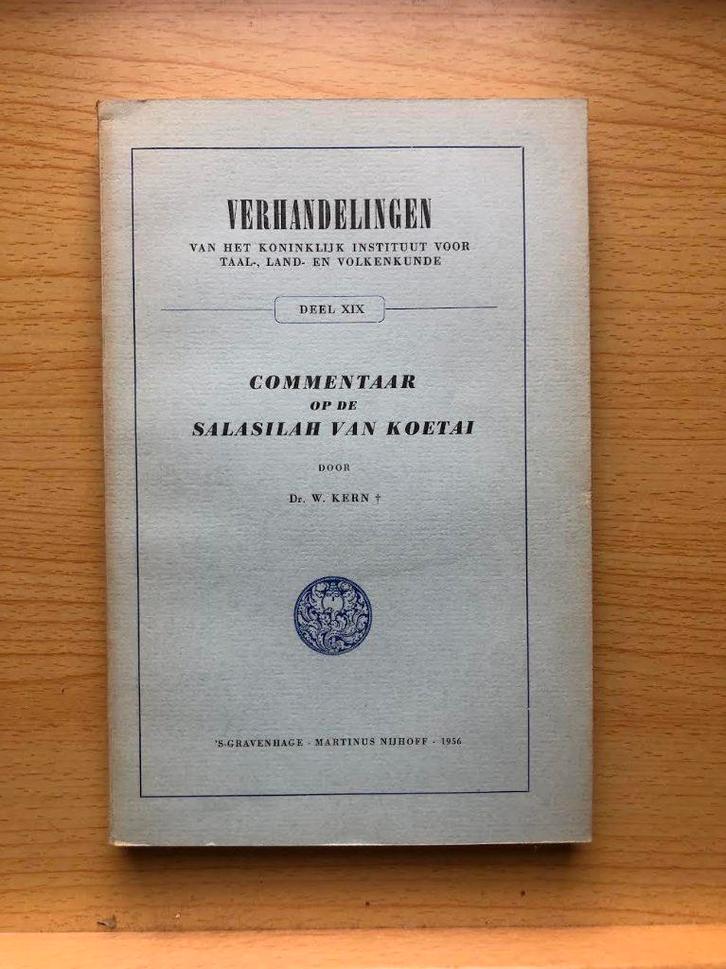 VERHANDELINGEN
VAN HET KONINKLIJK INSTITUUT VOOR
TAAL-, LAND- EN VOLKENKUNDE
DEEL XIX
COMMENTAAR
OP DE
SALASILAH VAN KOETAI
DOOR
Dr. W. KERN †
'S-GRAVENHAGE - MARTINUS NIJHOFF - 1956